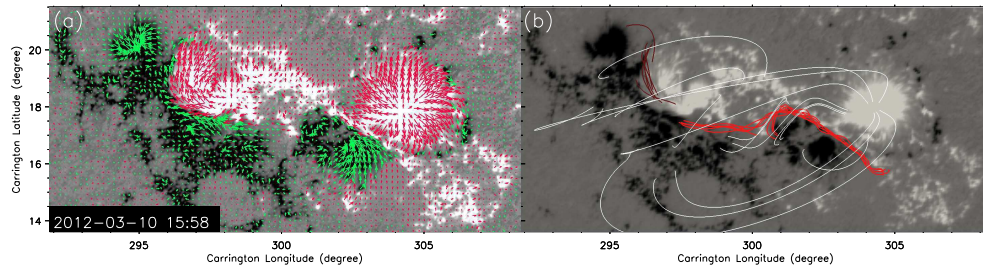 (a)
(b)
Carrington Latitude (degree)
20
18
16
14
2012-03-10 15:58
295 300 305
295 300 305
Carrington Longitude (degree)
Carrington Longitude (degree)